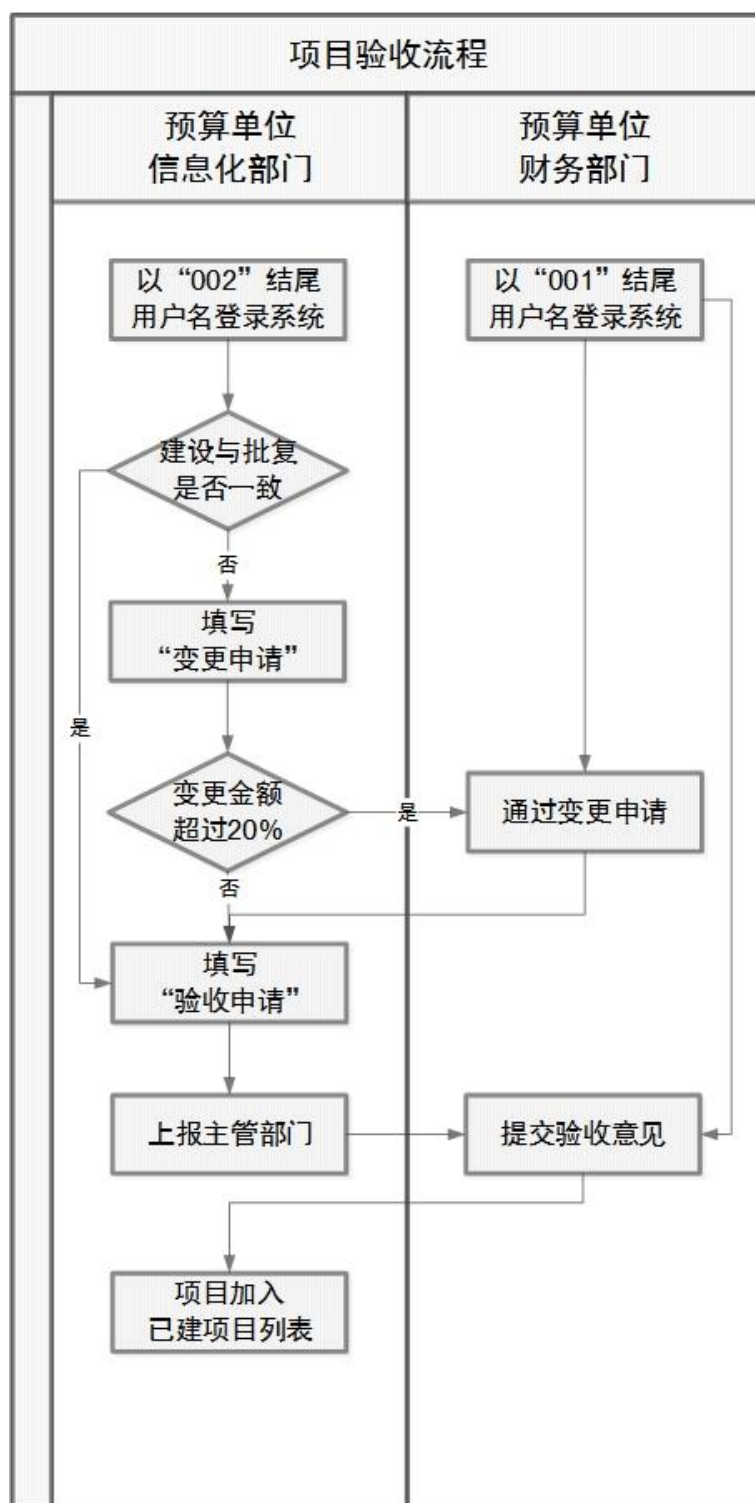 项目验收流程
预算单位
信息化部门
预算单位
财务部门
以“002”结尾
用户名登录系统
以“001”结尾
用户名登录系统
建设与批复
是否一致
否
填写
“变更申请”
是
变更金额
超过20%
是
通过变更申请
否
填写
“验收申请”
上报主管部门
提交验收意见
项目加入
已建项目列表